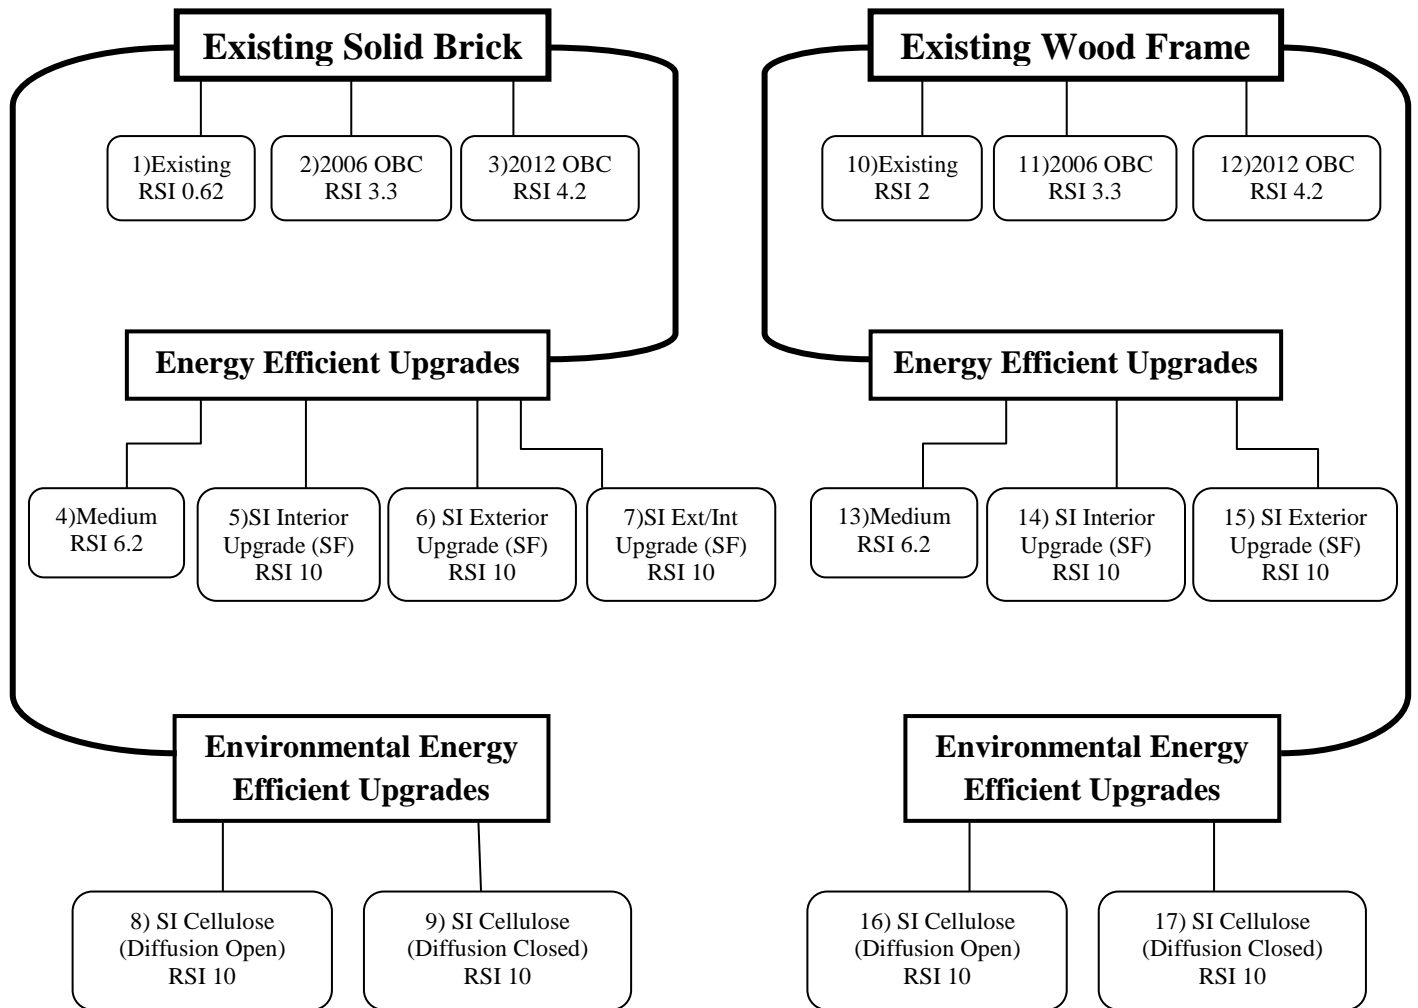 Existing Solid Brick
Existing Wood Frame
1)Existing
RSI 0.62
2)2006 OBC
RSI 3.3
3)2012 OBC
RSI 4.2
10)Existing
RSI 2
11)2006 OBC
RSI 3.3
12)2012 OBC
RSI 4.2
Energy Efficient Upgrades
Energy Efficient Upgrades
4)Medium
RSI 6.2
5)SI Interior
Upgrade (SF)
RSI 10
6) SI Exterior
Upgrade (SF)
RSI 10
7)SI Ext/Int
Upgrade (SF)
RSI 10
13)Medium
RSI 6.2
14) SI Interior
Upgrade (SF)
RSI 10
15) SI Exterior
Upgrade (SF)
RSI 10
Environmental Energy
Efficient Upgrades
Environmental Energy
Efficient Upgrades
8) SI Cellulose
(Diffusion Open)
RSI 10
9) SI Cellulose
(Diffusion Closed)
RSI 10
16) SI Cellulose
(Diffusion Open)
RSI 10
17) SI Cellulose
(Diffusion Closed)
RSI 10